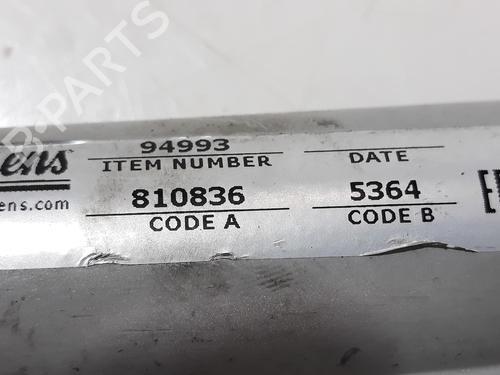 94993
ITEM NUMBER DATE
ens
810836 5364
ens.com
CODE A CODE B
B-PARTS